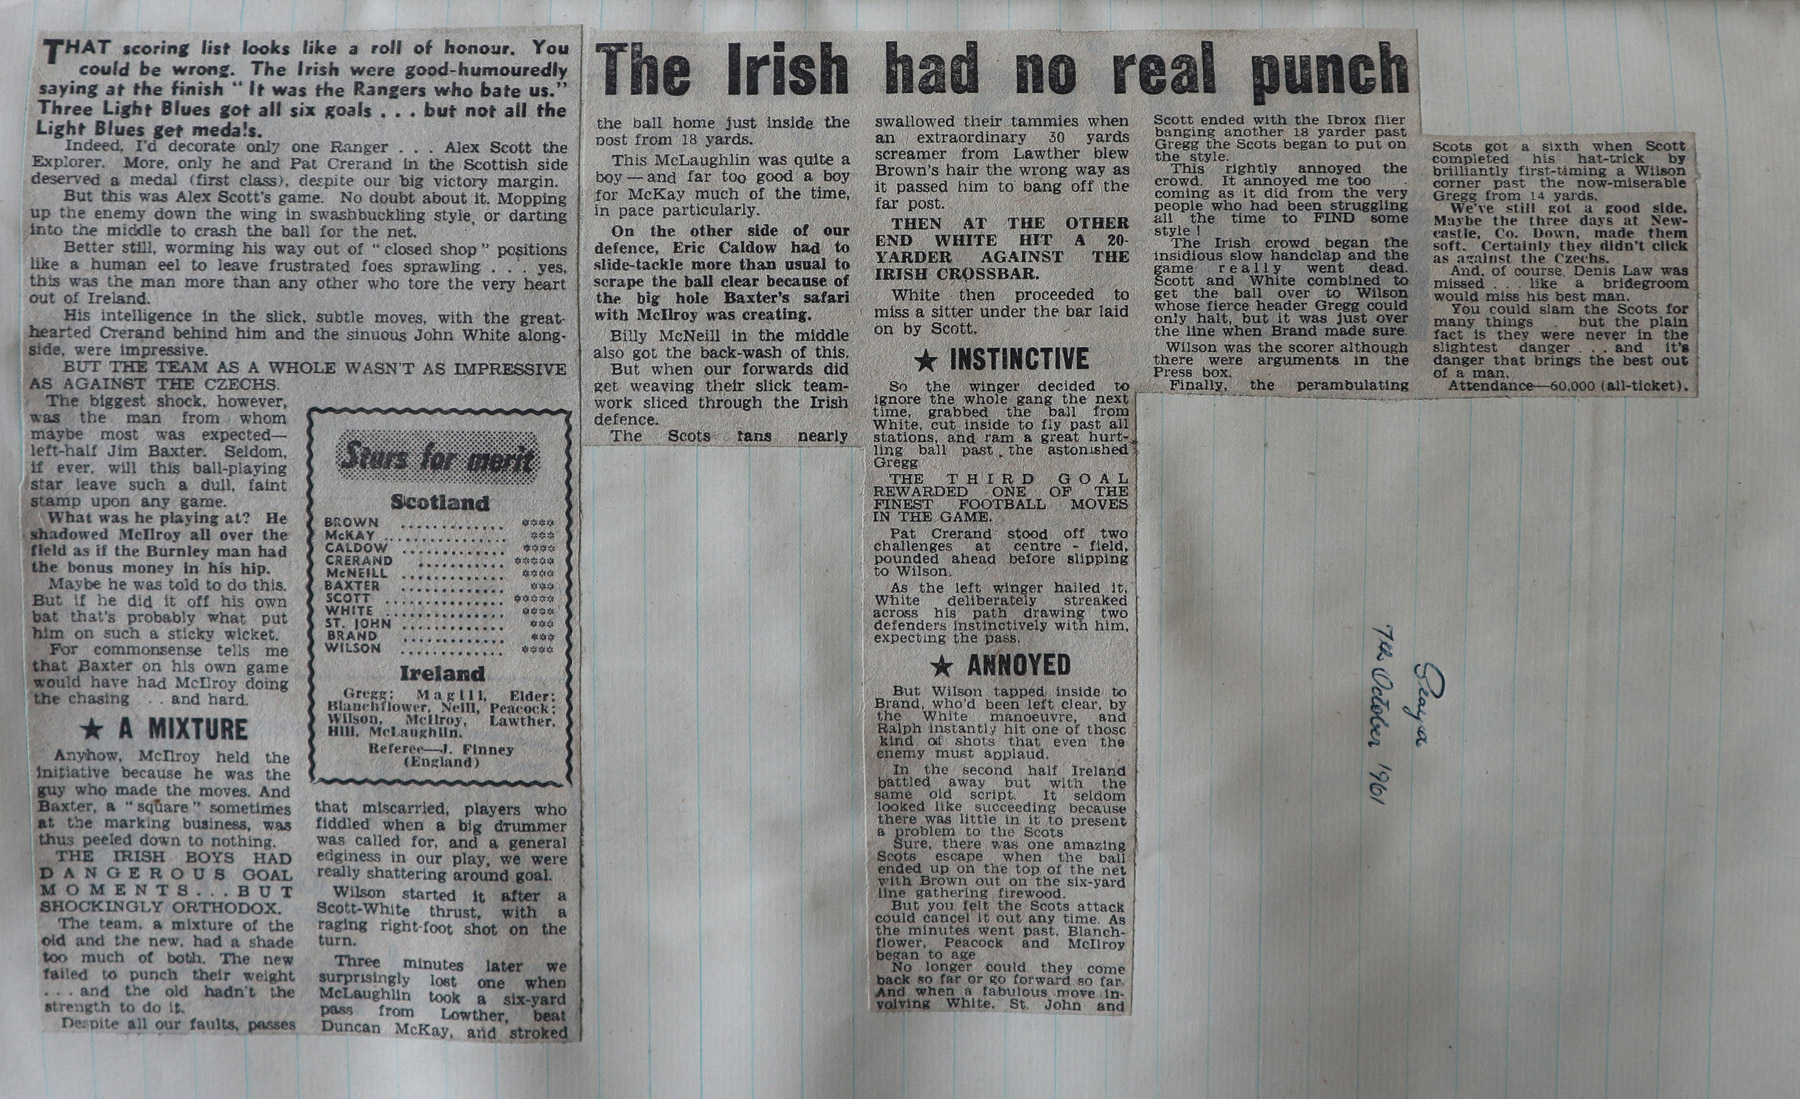 THAT scoring list looks like a roll of honour. You
could be wrong. The Irish were good-humouredly
saying at the finish "It was the Rangers who bate us."
Three Light Blues got all six goals . . . but not all the
Light Blues get medals.
Indeed, I'd decorate only one Ranger . . . Alex Scott the
Explorer. More, only he and Pat Crerand in the Scottish side
deserved a medal (first class), despite our big victory margin.
But this was Alex Scott's game. No doubt about it. Mopping
up the enemy down the wing in swashbuckling style, or darting
into the middle to crash the ball for the net.
Better still, worming his way out of "closed shop" positions
like a human eel to leave frustrated foes sprawling . . . yes,
this was the man more than any other who tore the very heart
out of Ireland.
His intelligence in the slick, subtle moves, with the great-
hearted Crerand behind him and the sinuous John White along-
side, were impressive.
BUT THE TEAM AS A WHOLE WASN'T AS IMPRESSIVE
AS AGAINST THE CZECHS.
The biggest shock, however,
was the man from whom
maybe most was expected—
left-half Jim Baxter. Seldom,
if ever, will this ball-playing
star leave such a dull, faint
stamp upon any game.
What was he playing at? He
shadowed McIlroy all over the
field as if the Burnley man had
the bonus money in his hip.
Maybe he was told to do this.
But if he did it off his own
bat that's probably what put
him on such a sticky wicket.
For commonsense tells me
that Baxter on his own game
would have had McIlroy doing
the chasing . . and hard.
★ A MIXTURE
Anyhow, McIlroy held the
initiative because he was the
guy who made the moves. And
Baxter, a "square" sometimes
at the marking business, was
thus peeled down to nothing.
THE IRISH BOYS HAD
DANGEROUS GOAL
MOMENTS . . . BUT
SHOCKINGLY ORTHODOX.
The team, a mixture of the
old and the new, had a shade
too much of both. The new
failed to punch their weight
. . . and the old hadn't the
strength to do it.
Despite all our faults, passes
Stars for merit
Scotland
BROWN ............ ****
McKAY ............ ***
CALDOW ............ ****
CRERAND ............ *****
McNEILL ............ ****
BAXTER ............ ***
SCOTT ............ *****
WHITE ............ ****
ST. JOHN ............ ***
BRAND ............ ***
WILSON ............ ****
Ireland
Gregg; Magill, Elder;
Blanchflower, Neill, Peacock;
Wilson, McIlroy, Lawther,
Hill, McLaughlin.
Referee—J. Finney
(England)
that miscarried, players who
fiddled when a big drummer
was called for, and a general
edginess in our play, we were
really shattering around goal.
Wilson started it after a
Scott-White thrust, with a
raging right-foot shot on the
turn.
Three minutes later we
surprisingly lost one when
McLaughlin took a six-yard
pass from Lowther, beat
Duncan McKay, and stroked
The Irish had no real punch
the ball home just inside the
post from 18 yards.
This McLaughlin was quite a
boy—and far too good a boy
for McKay much of the time,
in pace particularly.
On the other side of our
defence, Eric Caldow had to
slide-tackle more than usual to
scrape the ball clear because of
the big hole Baxter's safari
with McIlroy was creating.
Billy McNeill in the middle
also got the back-wash of this.
But when our forwards did
get weaving their slick team-
work sliced through the Irish
defence.
The Scots fans nearly
swallowed their tammies when
an extraordinary 30 yards
screamer from Lawther blew
Brown's hair the wrong way as
it passed him to bang off the
far post.
THEN AT THE OTHER
END WHITE HIT A 20-
YARDER AGAINST THE
IRISH CROSSBAR.
White then proceeded to
miss a sitter under the bar laid
on by Scott.
★ INSTINCTIVE
So the winger decided to
ignore the whole gang the next
time, grabbed the ball from
White, cut inside to fly past all
stations, and ram a great hurt-
ling ball past the astonished
Gregg
THE THIRD GOAL
REWARDED ONE OF THE
FINEST FOOTBALL MOVES
IN THE GAME.
Pat Crerand stood off two
challenges at centre-field,
pounded ahead before slipping
to Wilson.
As the left winger hailed it,
White deliberately streaked
across his path drawing two
defenders instinctively with him,
expecting the pass.
★ ANNOYED
But Wilson tapped inside to
Brand, who'd been left clear, by
the White manoeuvre, and
Ralph instantly hit one of those
kind of shots that even the
enemy must applaud.
In the second half Ireland
battled away but with the
same old script. It seldom
looked like succeeding because
there was little in it to present
a problem to the Scots
Sure, there was one amazing
Scots escape when the ball
ended up on the top of the net
with Brown out on the six-yard
line gathering firewood.
But you felt the Scots attack
could cancel it out any time. As
the minutes went past, Blanch-
flower, Peacock and McIlroy
began to age
No longer could they come
back so far or go forward so far.
And when a fabulous move in-
volving White, St. John and
Scott ended with the Ibrox flier
banging another 18 yarder past
Gregg the Scots began to put on
the style.
This rightly annoyed the
crowd. It annoyed me too
coming as it did from the very
people who had been struggling
all the time to FIND some
style!
The Irish crowd began the
insidious slow handclap and the
game really went dead.
Scott and White combined to
get the ball over to Wilson
whose fierce header Gregg could
only halt, but it was just over
the line when Brand made sure.
Wilson was the scorer although
there were arguments in the
Press box.
Finally, the perambulating
Scots got a sixth when Scott
completed his hat-trick by
brilliantly first-timing a Wilson
corner past the now-miserable
Gregg from 14 yards.
We've still got a good side.
Maybe the three days at New-
castle, Co. Down, made them
soft. Certainly they didn't click
as against the Czechs.
And, of course, Denis Law was
missed . . . like a bridegroom
would miss his best man.
You could slam the Scots for
many things . but the plain
fact is they were never in the
slightest danger . . . and it's
danger that brings the best out
of a man.
Attendance—60,000 (all-ticket).
7th October 1961